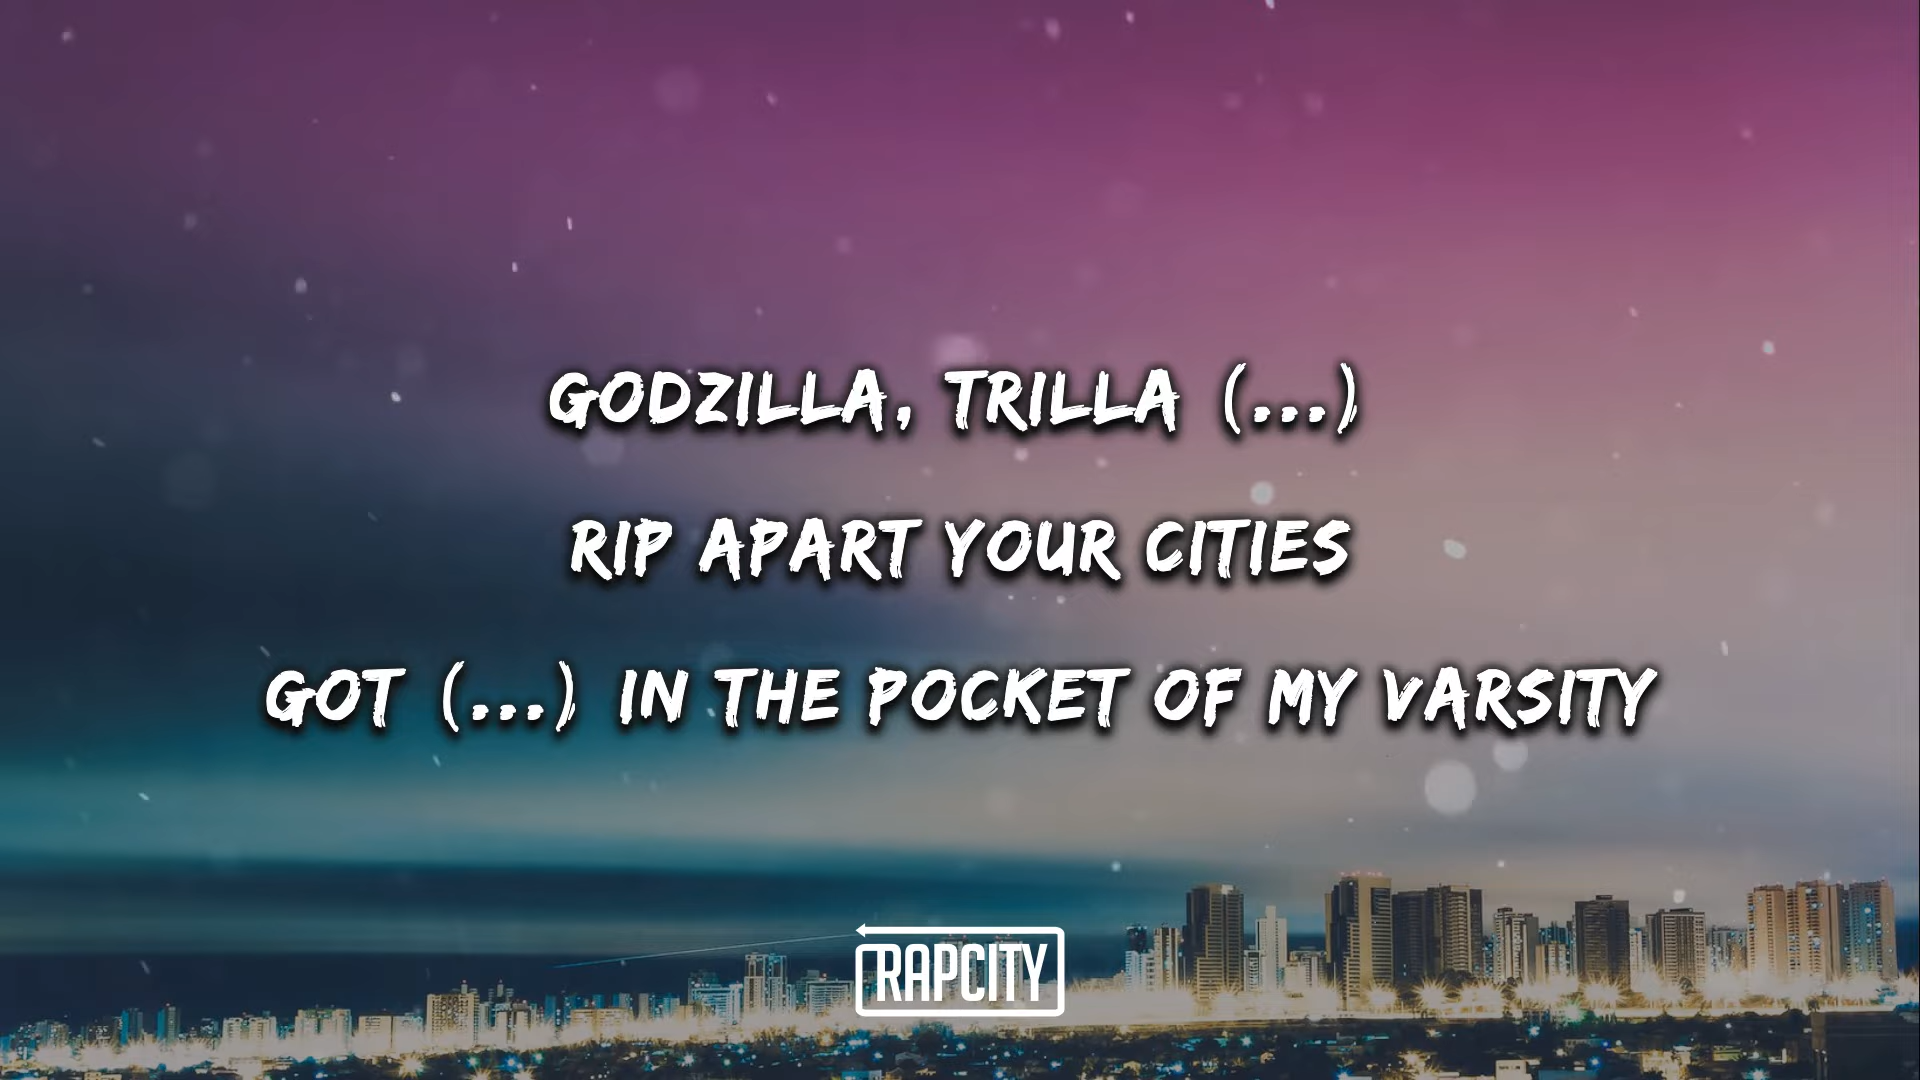 GODZILLA, TRILLA (...)
RIP APART YOUR CITIES
GOT (...) IN THE POCKET OF MY VARSITY
RAPCITY